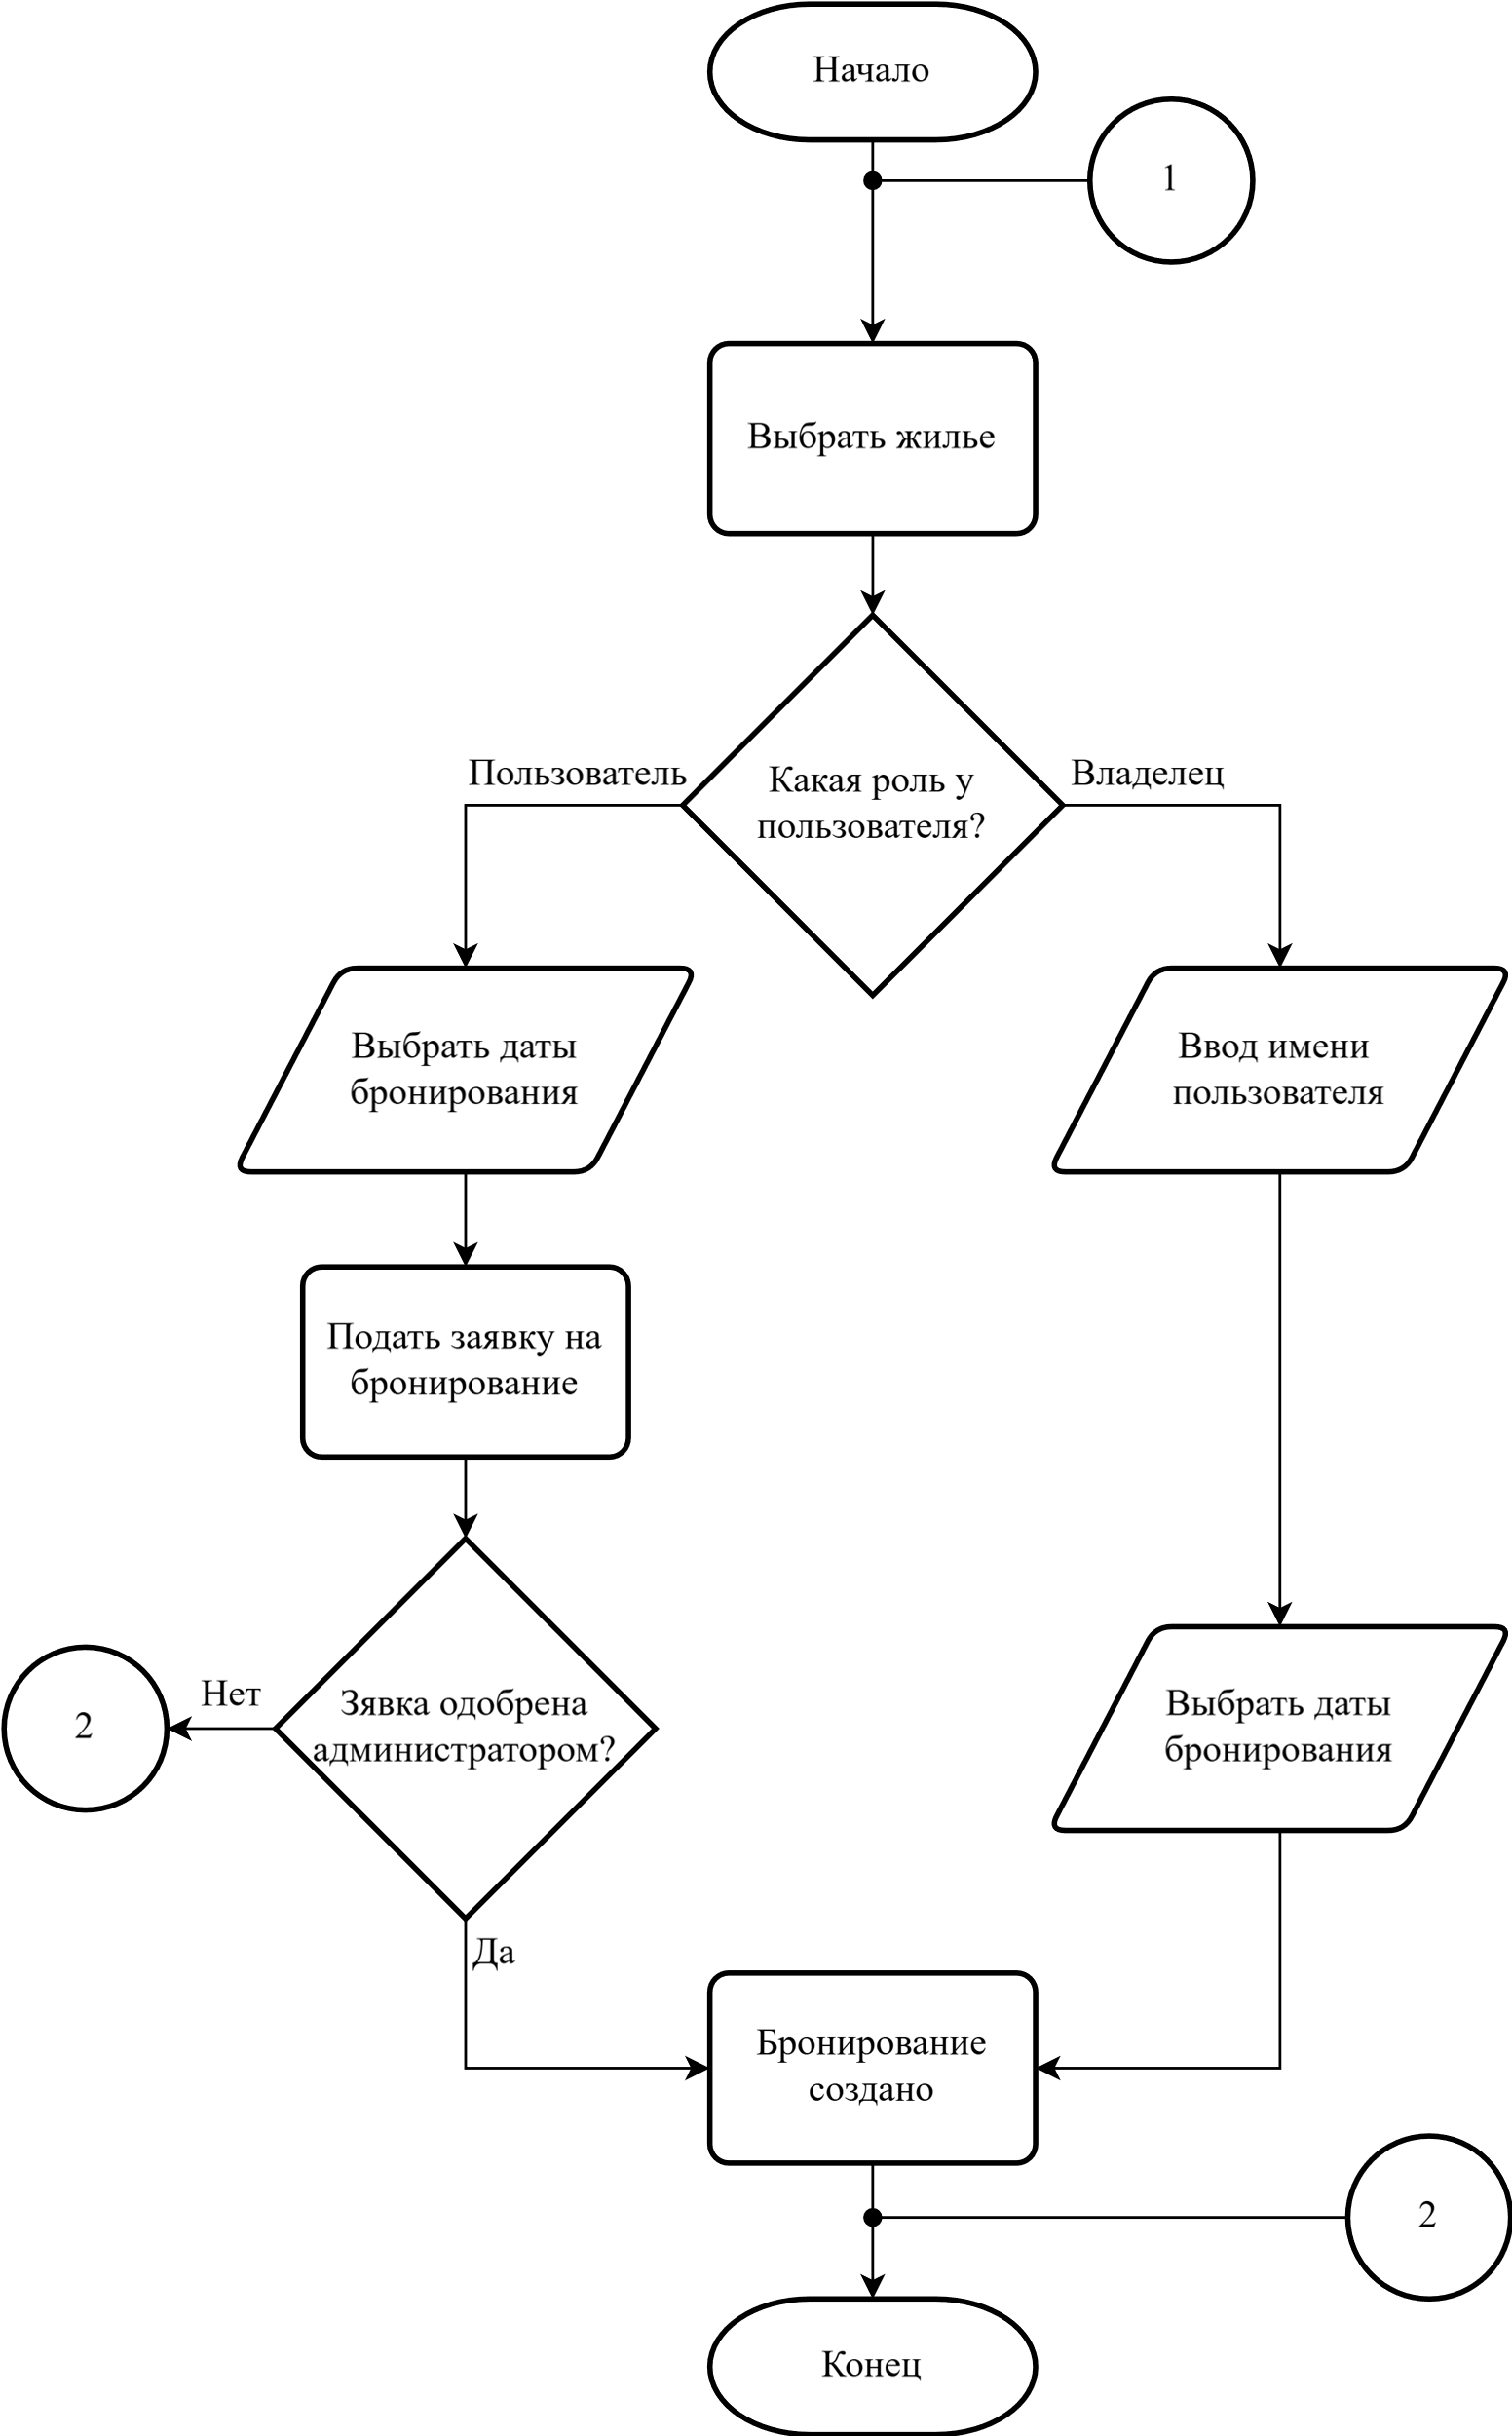 Начало
1
Выбрать жилье
Какая роль у
пользователя?
Пользователь
Владелец
Выбрать даты
бронирования
Ввод имени
пользователя
Подать заявку на
бронирование
Зявка одобрена
администратором?
Нет
2
Да
Выбрать даты
бронирования
Бронирование
создано
2
Конец